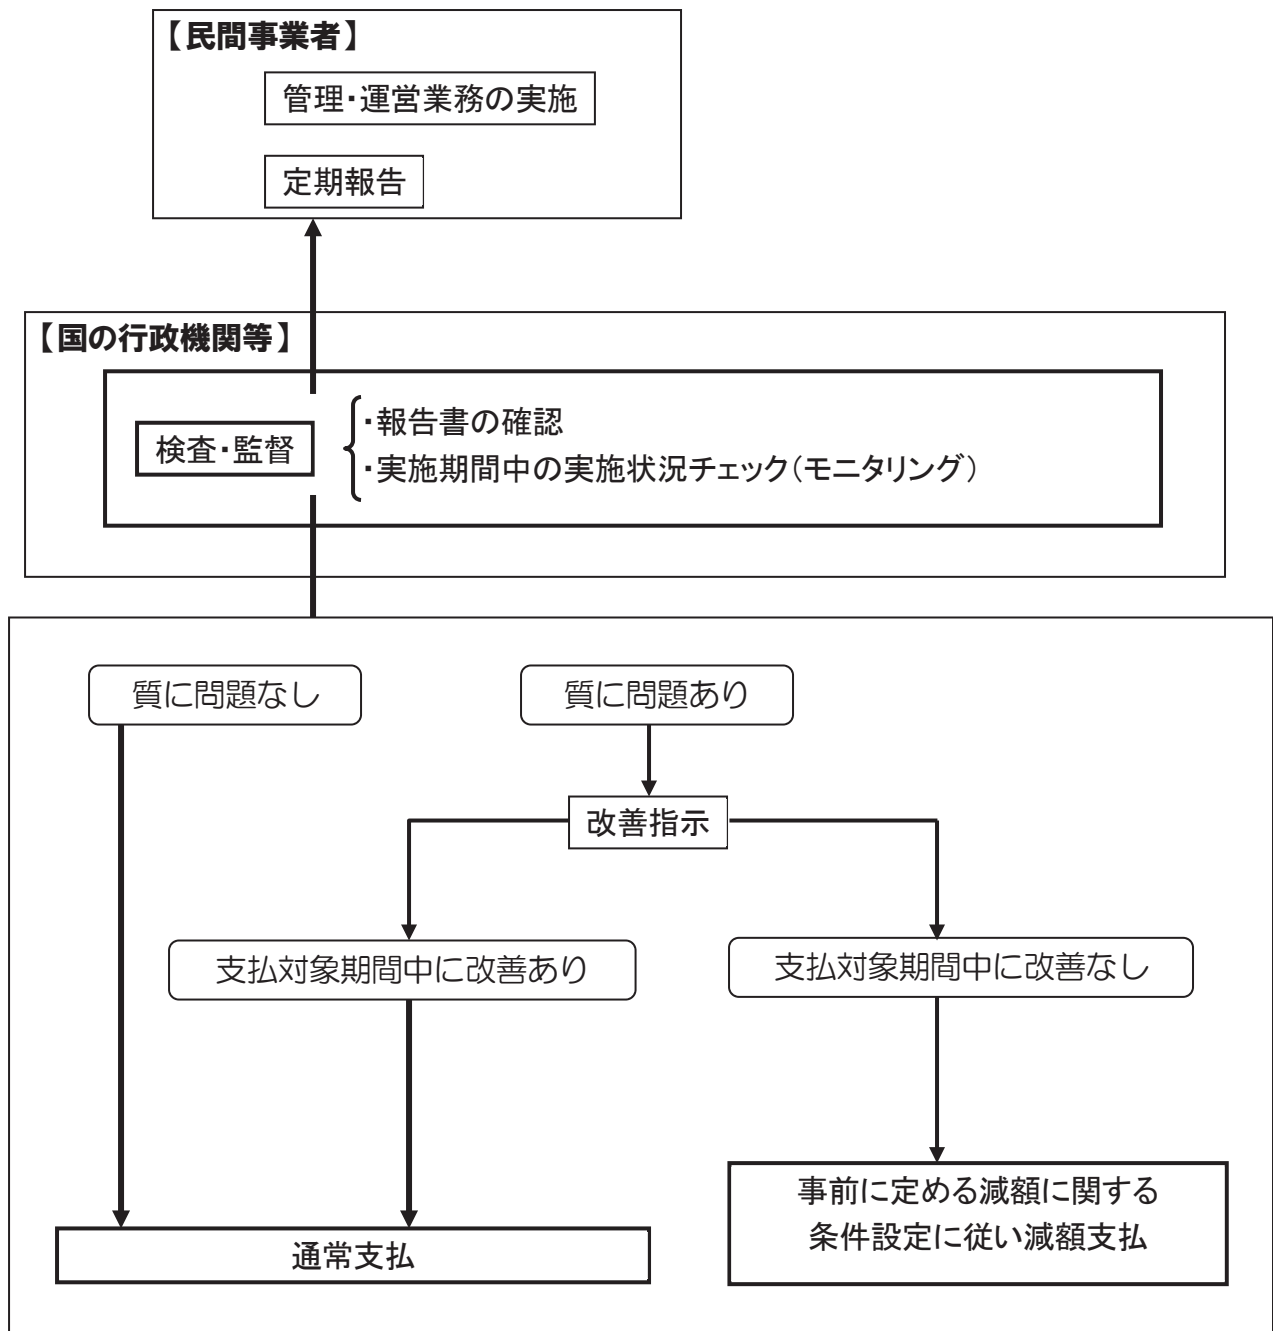 【民間事業者】
管理・運営業務の実施
定期報告
【国の行政機関等】
検査・監督
・報告書の確認
・実施期間中の実施状況チェック（モニタリング）
質に問題なし
質に問題あり
改善指示
支払対象期間中に改善あり
支払対象期間中に改善なし
事前に定める減額に関する
条件設定に従い減額支払
通常支払